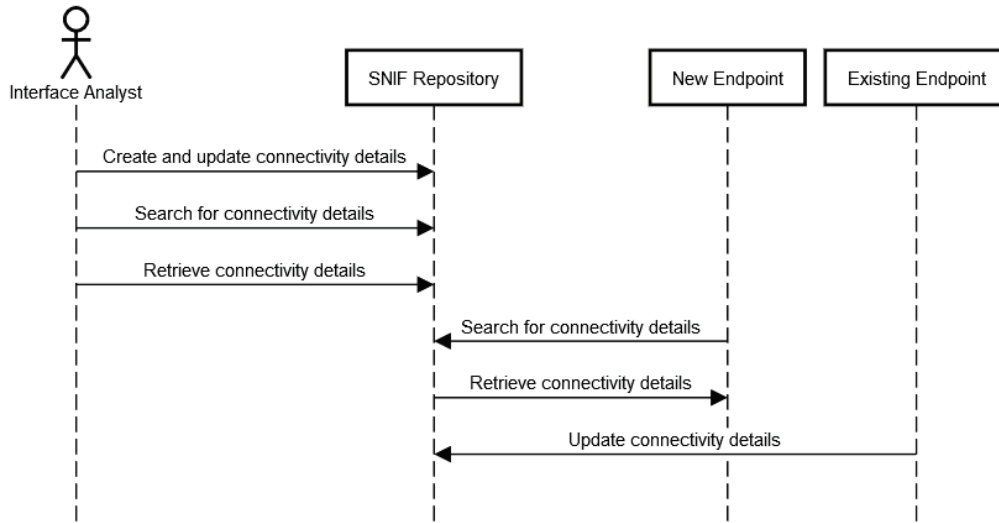 Interface Analyst
SNIF Repository
New Endpoint
Existing Endpoint
Create and update connectivity details
Search for connectivity details
Retrieve connectivity details
Search for connectivity details
Retrieve connectivity details
Update connectivity details